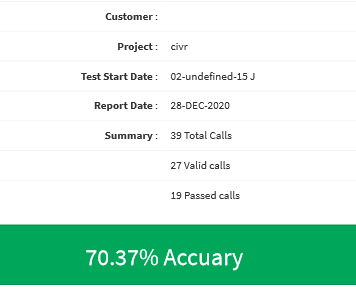 Customer :
Project : civr
Test Start Date : 02-undefined-15 J
Report Date : 28-DEC-2020
Summary : 39 Total Calls
27 Valid calls
19 Passed calls
70.37% Accuary